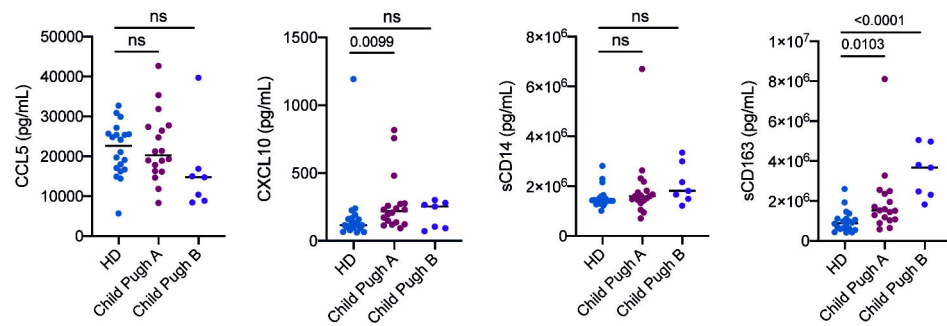 ns
ns
CCL5 (pg/mL)
50000
40000
30000
20000
10000
0
HD
Child Pugh A
Child Pugh B
ns
0.0099
CXCL10 (pg/mL)
1500
1000
500
0
HD
Child Pugh A
Child Pugh B
ns
ns
sCD14 (pg/mL)
8×10⁶
6×10⁶
4×10⁶
2×10⁶
0
HD
Child Pugh A
Child Pugh B
<0.0001
0.0103
sCD163 (pg/mL)
1×10⁷
8×10⁶
6×10⁶
4×10⁶
2×10⁶
0
HD
Child Pugh A
Child Pugh B